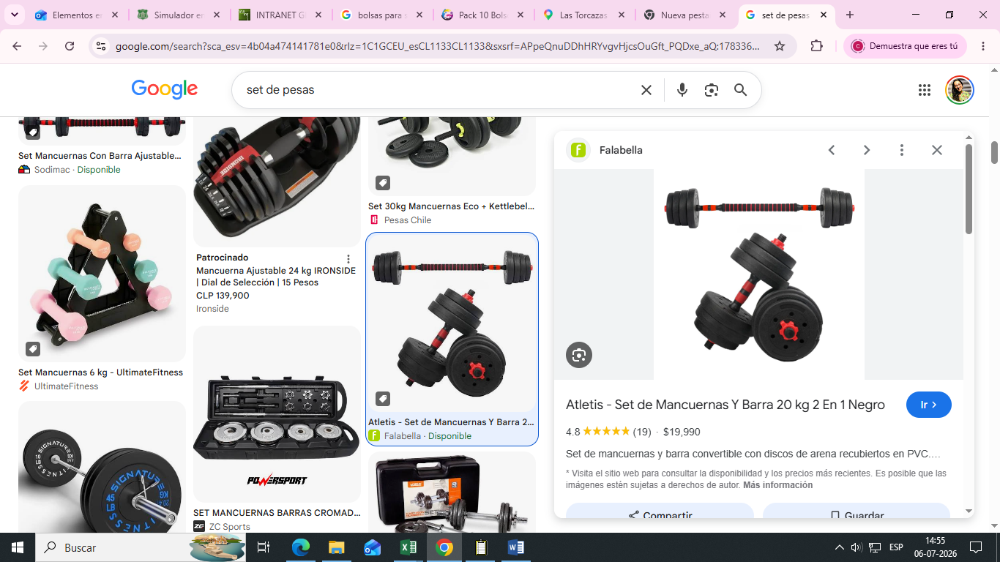 Elementos en
Simulador en
INTRANET G
bolsas para s
Pack 10 Bols
Las Torcazas
Nueva pesta
set de pesas
google.com/search?sca_esv=4b04a474141781e0&rlz=1C1GCEU_esCL1133CL1133&sxsrf=APpeQnuDDhHRYvgvHjcsOuGft_PQDxe_aQ:178336...
Demuestra que eres tú
Google
set de pesas
Set Mancuernas Con Barra Ajustable...
Sodimac · Disponible
Set Mancuernas 6 kg - UltimateFitness
UltimateFitness
SIGNATURE
FITNESS
10
LB
SIGNATURE
45
LB
20.4
KG
FITNESS
IRONSIDE
Patrocinado
Mancuerna Ajustable 24 kg IRONSIDE
| Dial de Selección | 15 Pesos
CLP 139,900
Ironside
POWERSPORT
SET MANCUERNAS BARRAS CROMAD...
ZC Sports
Set 30kg Mancuernas Eco + Kettlebel...
Pesas Chile
Atletis - Set de Mancuernas Y Barra 2...
Falabella · Disponible
Falabella
Atletis - Set de Mancuernas Y Barra 20 kg 2 En 1 Negro
Ir
4.8 (19) · $19,990
Set de mancuernas y barra convertible con discos de arena recubiertos en PVC....
* Visita el sitio web para consultar la disponibilidad y los precios más recientes. Es posible que las
imágenes estén sujetas a derechos de autor. Más información
Compartir
Guardar
Buscar
ESP
14:55
06-07-2026